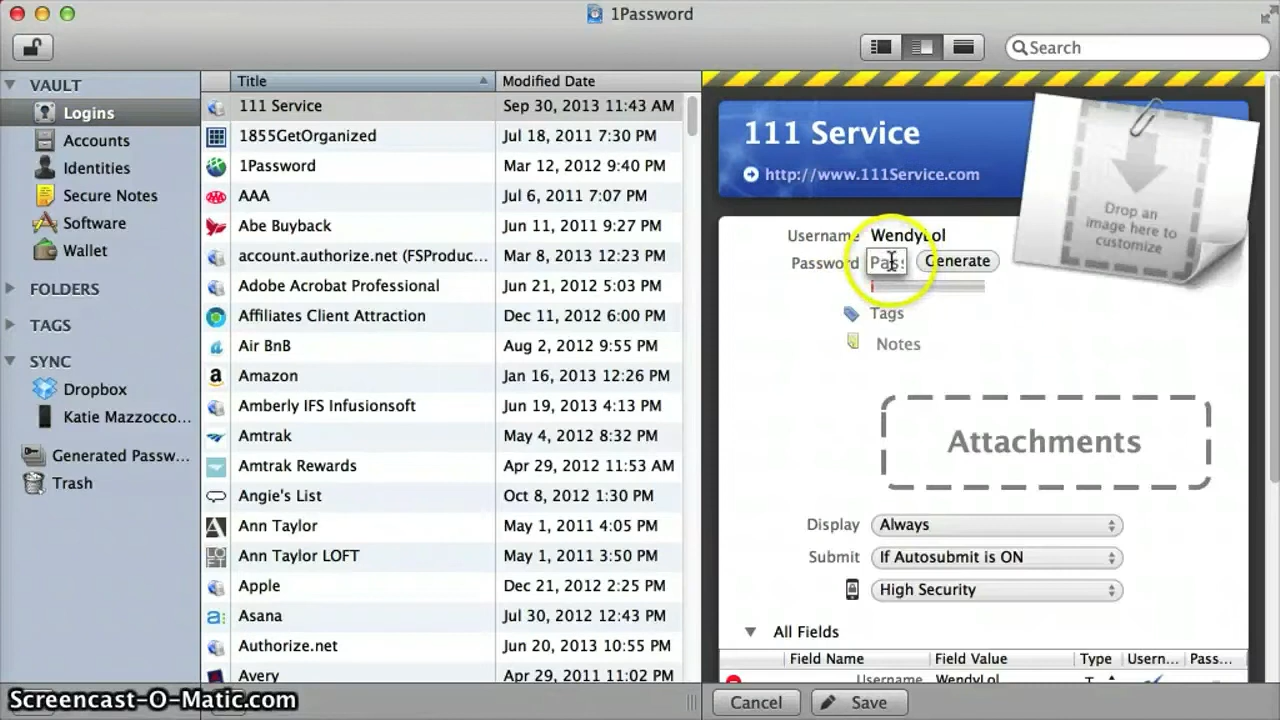 1Password
Search
VAULT
Logins
Accounts
Identities
Secure Notes
Software
Wallet
FOLDERS
TAGS
SYNC
Dropbox
Katie Mazzocco...
Generated Passw...
Trash
Title Modified Date
111 Service Sep 30, 2013 11:43 AM
1855GetOrganized Jul 18, 2011 7:30 PM
1Password Mar 12, 2012 9:40 PM
AAA Jul 6, 2011 7:07 PM
Abe Buyback Jun 11, 2011 9:27 PM
account.authorize.net (FSProduc... Mar 8, 2013 12:23 PM
Adobe Acrobat Professional Jun 21, 2012 5:03 PM
Affiliates Client Attraction Dec 11, 2012 6:00 PM
Air BnB Aug 2, 2012 9:55 PM
Amazon Jan 16, 2013 12:26 PM
Amberly IFS Infusionsoft Jun 19, 2013 4:13 PM
Amtrak May 4, 2012 8:32 PM
Amtrak Rewards Apr 29, 2012 11:53 AM
Angie's List Oct 8, 2012 1:30 PM
Ann Taylor May 1, 2011 4:05 PM
Ann Taylor LOFT May 1, 2011 3:50 PM
Apple Dec 21, 2012 2:25 PM
Asana Jul 30, 2012 12:43 PM
Authorize.net Jun 20, 2013 10:55 PM
Avery Apr 29, 2011 11:02 AM
111 Service
http://www.111Service.com
Drop an
image here to
customize
Username WendyLol
Password Pass Generate
Tags
Notes
Attachments
Display Always
Submit If Autosubmit is ON
High Security
All Fields
Field Name Field Value Type Usern... Pass...
Username WendyLol T
Cancel Save
Screencast-O-Matic.com